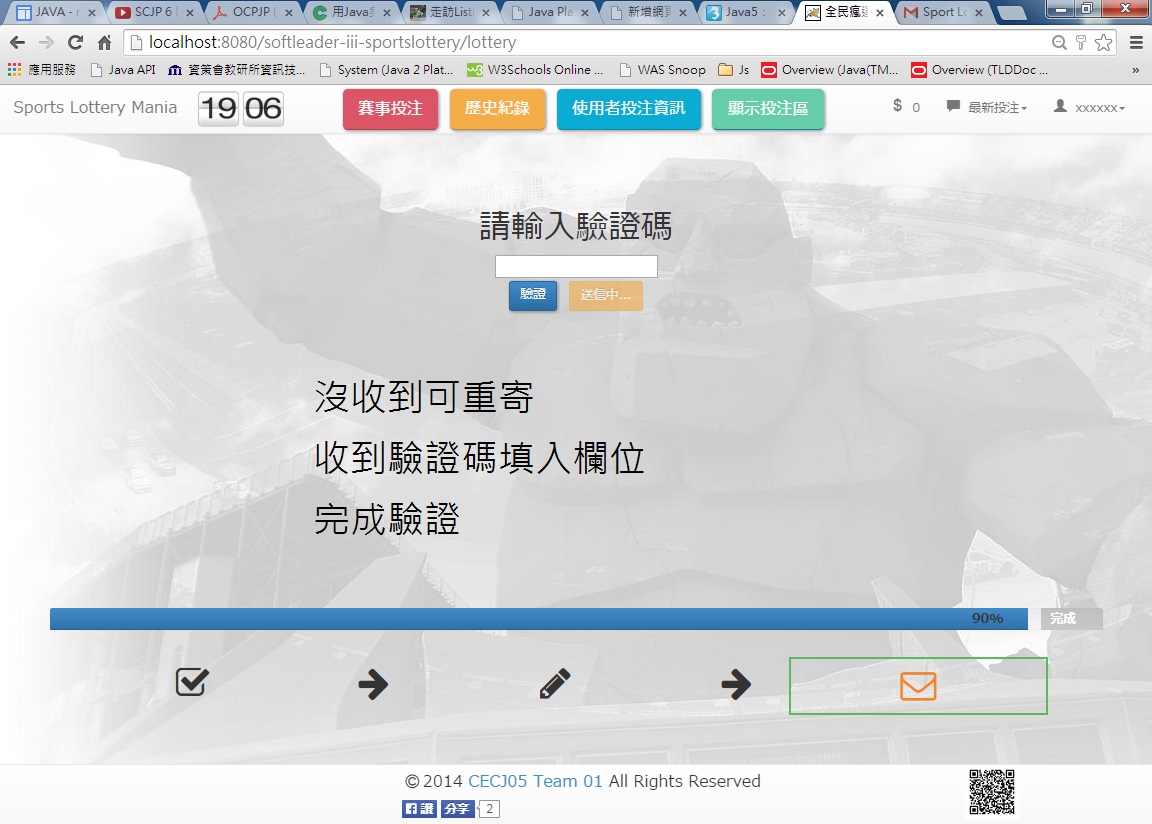 JAVA - r
SCJP 6
OCPJP (
用Java
走訪List
Java Pla
新增網頁
Java5 :
全民瘋
Sport Lo
localhost:8080/softleader-iii-sportslottery/lottery
應用服務
Java API
資策會教研所資訊技...
System (Java 2 Plat...
W3Schools Online ...
WAS Snoop
Js
Overview (Java(TM...
Overview (TLDDoc ...
»
Sports Lottery Mania
19 06
賽事投注
歷史紀錄
使用者投注資訊
顯示投注區
$ 0
最新投注
xxxxxx
請輸入驗證碼
驗證
送信中...
沒收到可重寄
收到驗證碼填入欄位
完成驗證
90%
完成
© 2014 CECJ05 Team 01 All Rights Reserved
讚
分享
2